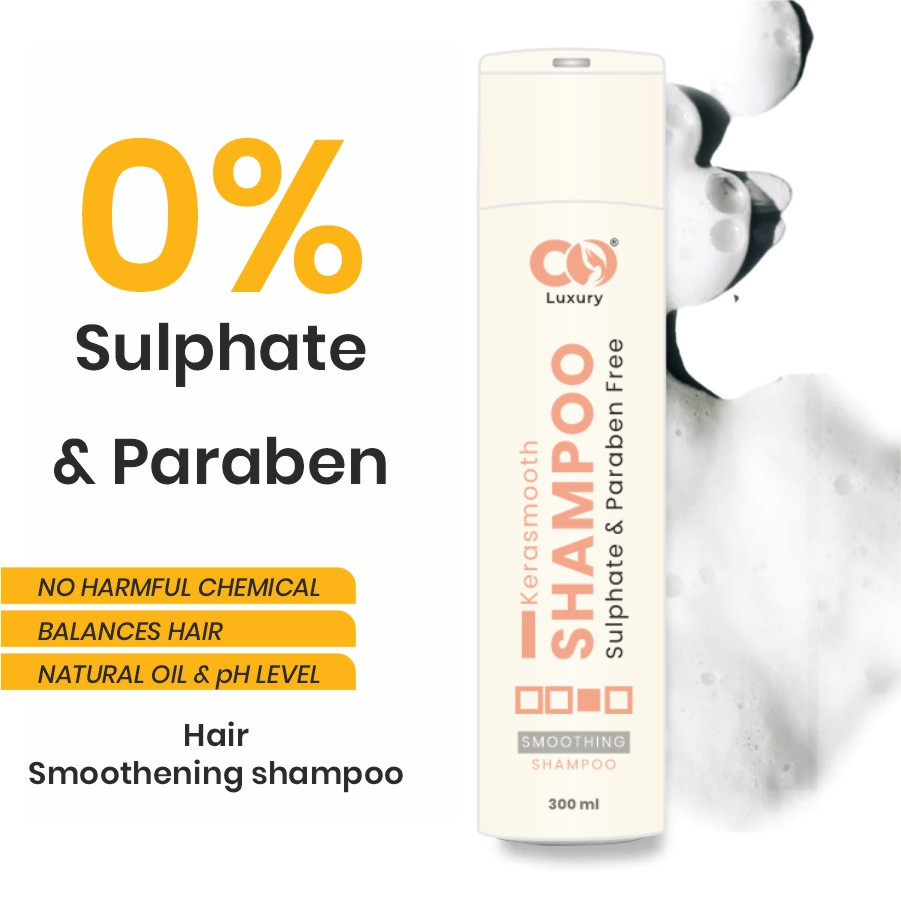 0%
Sulphate
& Paraben
NO HARMFUL CHEMICAL
BALANCES HAIR
NATURAL OIL & pH LEVEL
Hair
Smoothening shampoo
CO®
Luxury
Kerasmooth
SHAMPOO
Sulphate & Paraben Free
SMOOTHING
SHAMPOO
300 ml